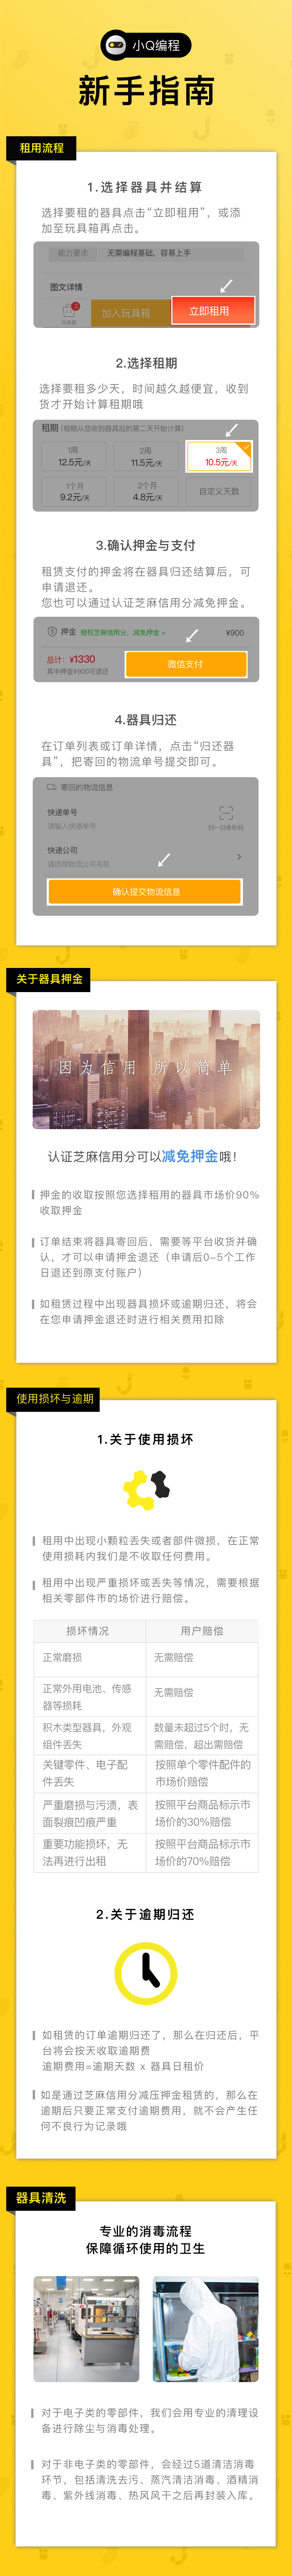 小Q编程
新手指南
租用流程
1.选择器具并结算
选择要租的器具点击“立即租用”，或添
加至玩具箱再点击。
能力要求 无需编程基础，容易上手
图文详情
3
玩具箱 加入玩具箱 立即租用
2.选择租期
选择要租多少天，时间越久越便宜，收到
货才开始计算租期哦
租期 (租期从您收到器具后的第二天开始计算)
1周 2周 3周
12.5元/天 11.5元/天 10.5元/天
1个月 2个月 自定义天数
9.2元/天 4.8元/天
3.确认押金与支付
租赁支付的押金将在器具归还结算后，可
申请退还。
您也可以通过认证芝麻信用分减免押金。
押金 授权芝麻信用分，减免押金 > ¥900
总计：¥1330
其中押金¥900可退还
微信支付
4.器具归还
在订单列表或订单详情，点击“归还器
具”，把寄回的物流单号提交即可。
寄回的物流信息
快递单号
请输入快递单号 扫一扫条形码
快递公司
请选择物流公司名称
确认提交物流信息
关于器具押金
因为信用 所以简单
认证芝麻信用分可以减免押金哦！
押金的收取按照您选择租用的器具市场价90%
收取押金
订单结束将器具寄回后，需要等平台收货并确
认，才可以申请押金退还（申请后0-5个工作
日退还到原支付账户）
如租赁过程中出现器具损坏或逾期归还，将会
在您申请押金退还时进行相关费用扣除
使用损坏与逾期
1.关于使用损坏
租用中出现小颗粒丢失或者部件微损，在正常
使用损耗内我们是不收取任何费用。
租用中出现严重损坏或丢失等情况，需要根据
相关零部件市的场价进行赔偿。
损坏情况 用户赔偿
正常磨损 无需赔偿
正常外用电池、传感
器等损耗 无需赔偿
积木类型器具，外观
组件丢失 数量未超过5个时，无
需赔偿，超出需赔偿
关键零件、电子配
件丢失 按照单个零件配件的
市场价赔偿
严重磨损与污渍，表
面裂痕凹痕严重 按照平台商品标示市
场价的30%赔偿
重要功能损坏，无
法再进行出租 按照平台商品标示市
场价的70%赔偿
2.关于逾期归还
如租赁的订单逾期归还了，那么在归还后，平
台将会按天收取逾期费
逾期费用=逾期天数 x 器具日租价
如是通过芝麻信用分减压押金租赁的，那么在
逾期后只要正常支付逾期费用，就不会产生任
何不良行为记录哦
器具清洗
专业的消毒流程
保障循环使用的卫生
对于电子类的零部件，我们会用专业的清理设
备进行除尘与消毒处理。
对于非电子类的零部件，会经过5道清洁消毒
环节，包括清洗去污、蒸汽清洁消毒、酒精消
毒、紫外线消毒、热风风干之后再封装入库。